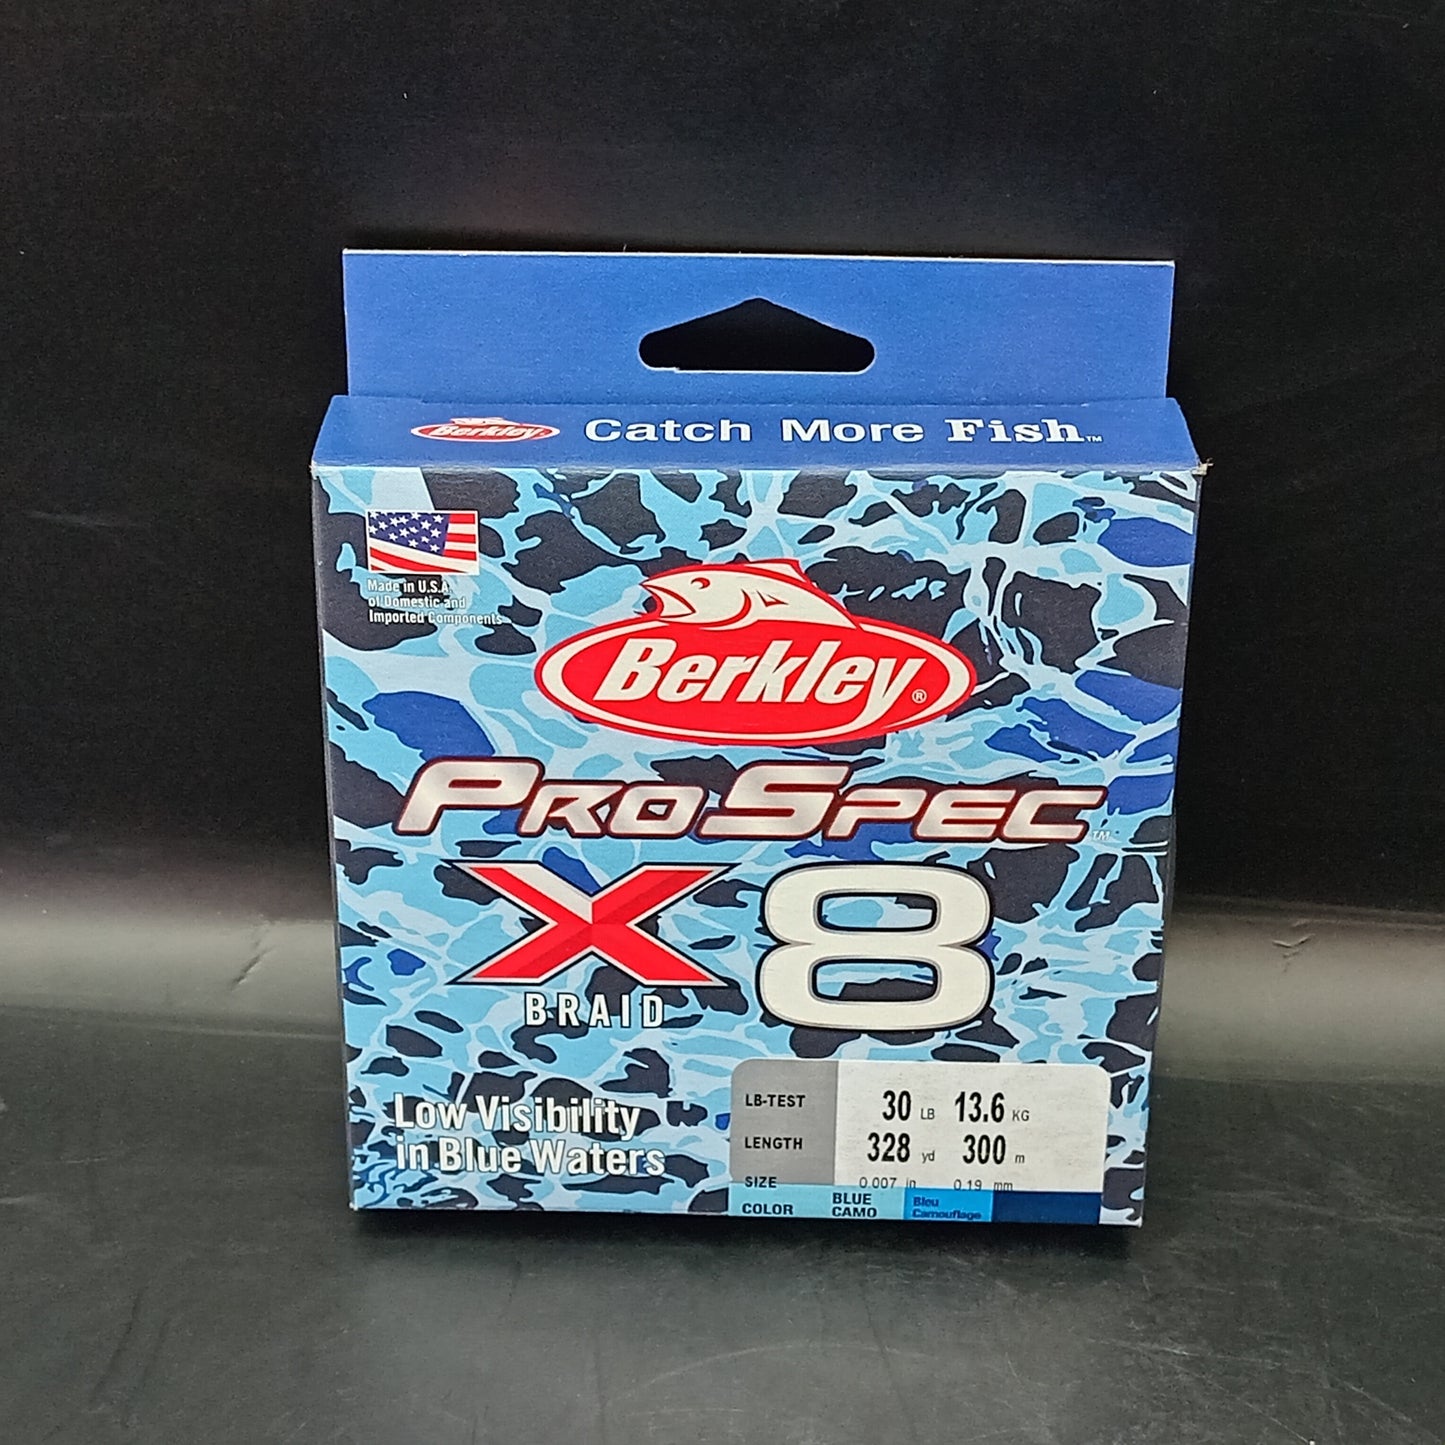 Berkley Catch More Fish™
Made in U.S.A.
of Domestic and
Imported Components
Berkley®
PRO SPEC™
X8
BRAID
Low Visibility
in Blue Waters
LB-TEST 30 LB 13.6 KG
LENGTH 328 yd 300 m
SIZE 0.007 in 0.19 mm
COLOR BLUE CAMO Bleu Camouflage